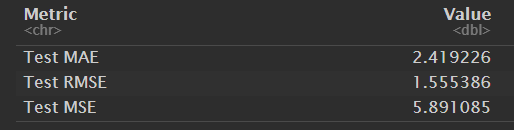 Metric Value
<chr> <dbl>
Test MAE 2.419226
Test RMSE 1.555386
Test MSE 5.891085